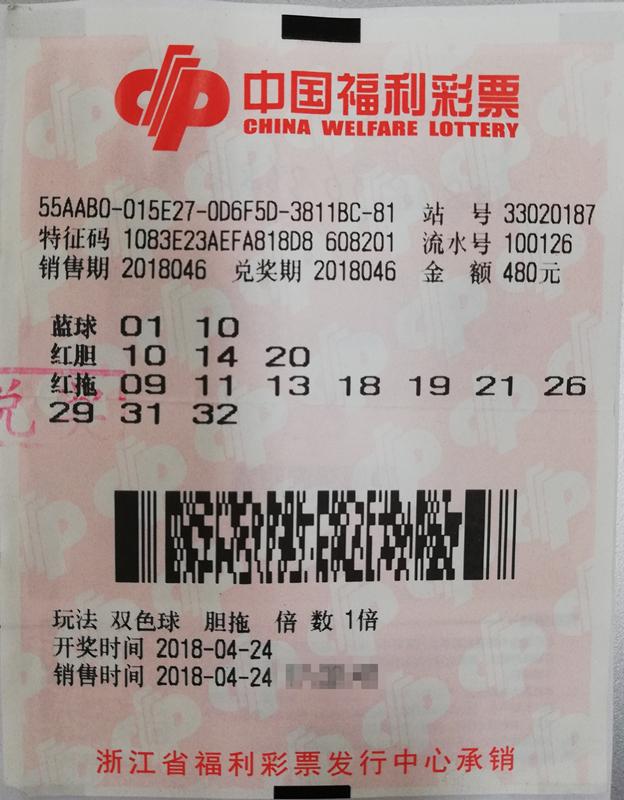 中国福利彩票
CHINA WELFARE LOTTERY
55AAB0-015E27-0D6F5D-3811BC-81 站 号 33020187
特征码 1083E23AEFA818D8 608201 流水号 100126
销售期 2018046 兑奖期 2018046 金 额 480元
蓝球 01 10
红胆 10 14 20
红拖 09 11 13 18 19 21 26
29 31 32
玩法 双色球 胆拖 倍 数 1倍
开奖时间 2018-04-24
销售时间 2018-04-24
浙江省福利彩票发行中心承销